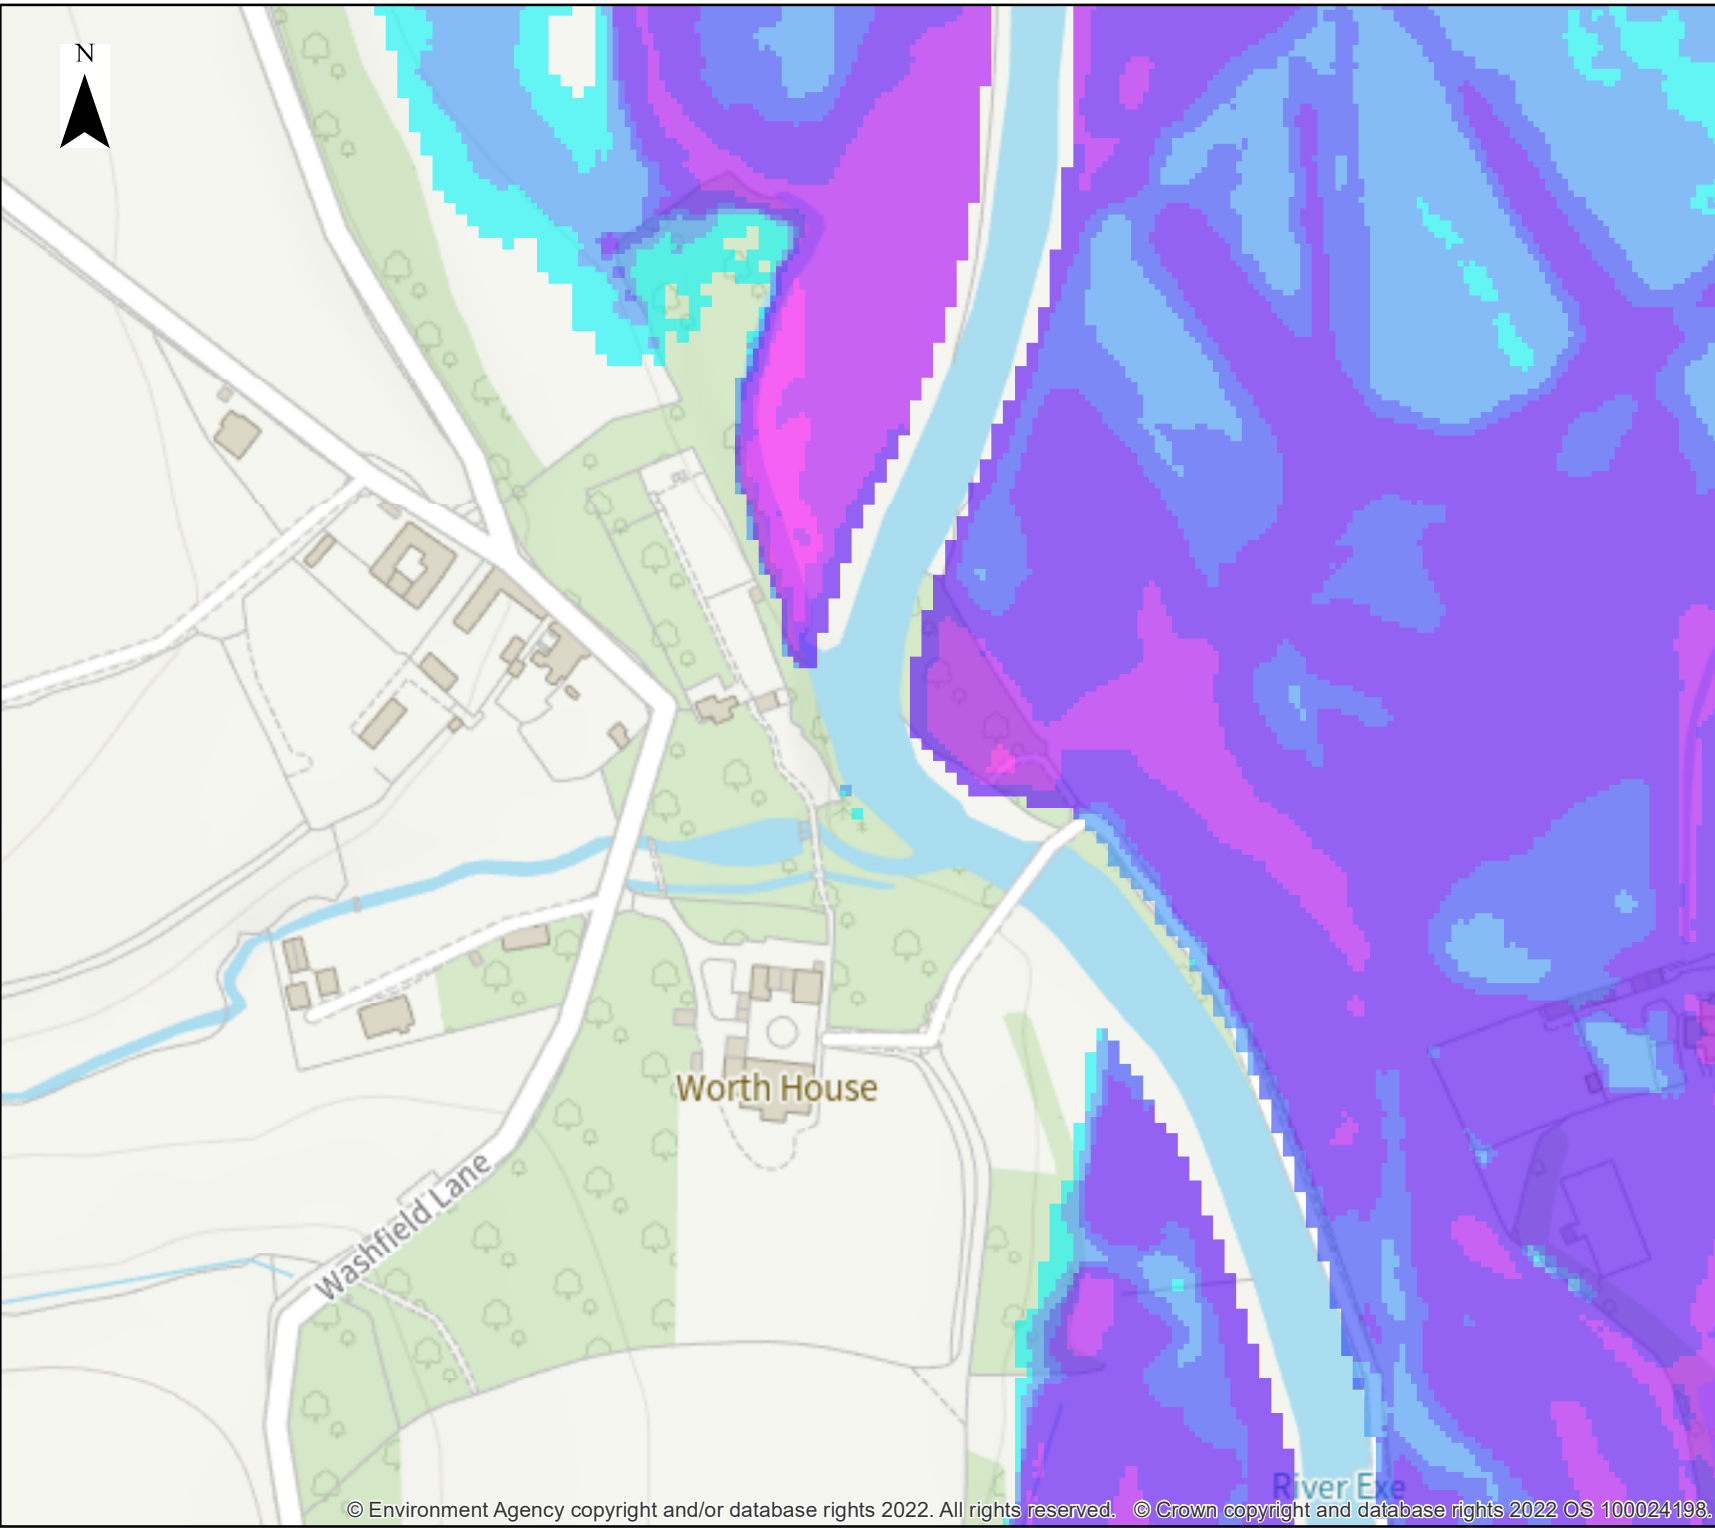 N
Worth House
Washfield Lane
River Exe
© Environment Agency copyright and/or database rights 2022. All rights reserved. © Crown copyright and database rights 2022 OS 100024198.